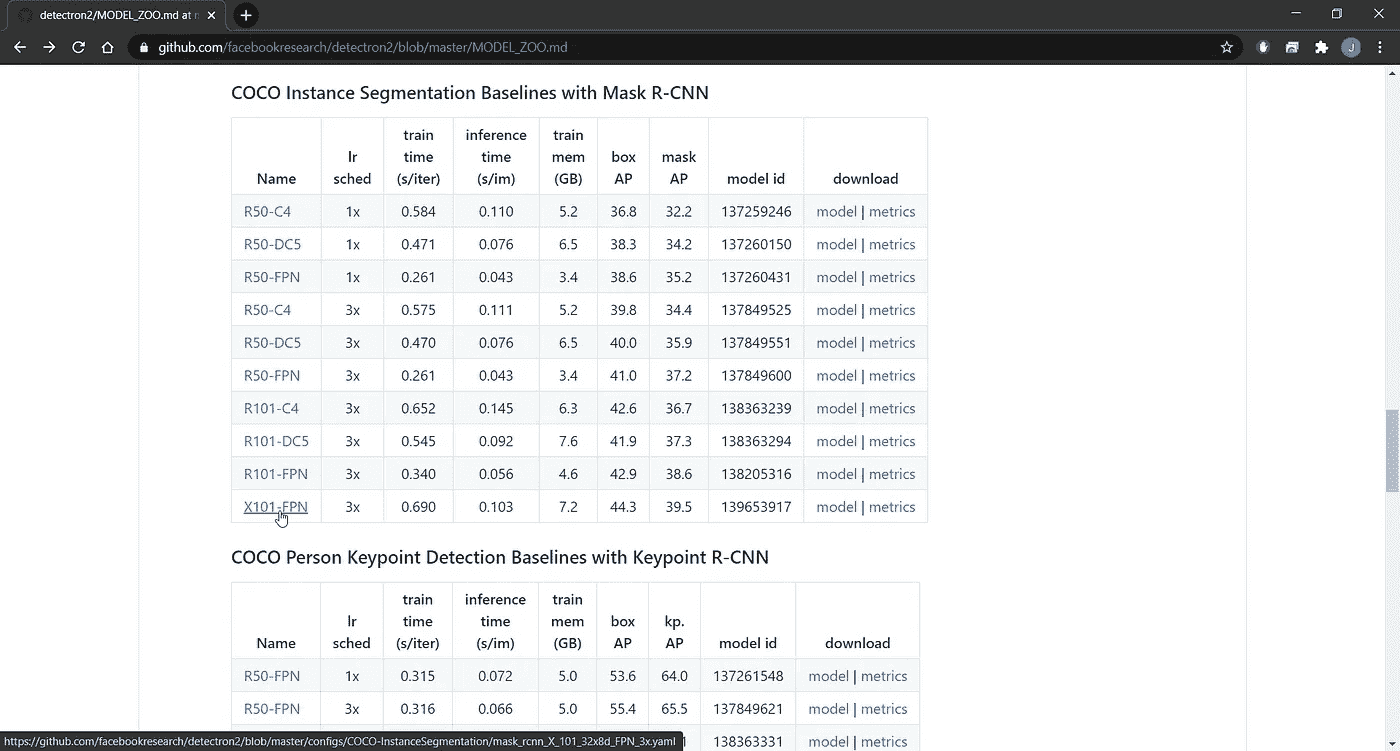 detectron2/MODEL_ZOO.md at
github.com/facebookresearch/detectron2/blob/master/MODEL_ZOO.md
J
COCO Instance Segmentation Baselines with Mask R-CNN
Name lr sched train time (s/iter) inference time (s/im) train mem (GB) box AP mask AP model id download
R50-C4 1x 0.584 0.110 5.2 36.8 32.2 137259246 model | metrics
R50-DC5 1x 0.471 0.076 6.5 38.3 34.2 137260150 model | metrics
R50-FPN 1x 0.261 0.043 3.4 38.6 35.2 137260431 model | metrics
R50-C4 3x 0.575 0.111 5.2 39.8 34.4 137849525 model | metrics
R50-DC5 3x 0.470 0.076 6.5 40.0 35.9 137849551 model | metrics
R50-FPN 3x 0.261 0.043 3.4 41.0 37.2 137849600 model | metrics
R101-C4 3x 0.652 0.145 6.3 42.6 36.7 138363239 model | metrics
R101-DC5 3x 0.545 0.092 7.6 41.9 37.3 138363294 model | metrics
R101-FPN 3x 0.340 0.056 4.6 42.9 38.6 138205316 model | metrics
X101-FPN 3x 0.690 0.103 7.2 44.3 39.5 139653917 model | metrics
COCO Person Keypoint Detection Baselines with Keypoint R-CNN
Name lr sched train time (s/iter) inference time (s/im) train mem (GB) box AP kp. AP model id download
R50-FPN 1x 0.315 0.072 5.0 53.6 64.0 137261548 model | metrics
R50-FPN 3x 0.316 0.066 5.0 55.4 65.5 137849621 model | metrics
138363331 model | metrics
https://github.com/facebookresearch/detectron2/blob/master/configs/COCO-InstanceSegmentation/mask_rcnn_X_101_32x8d_FPN_3x.yaml